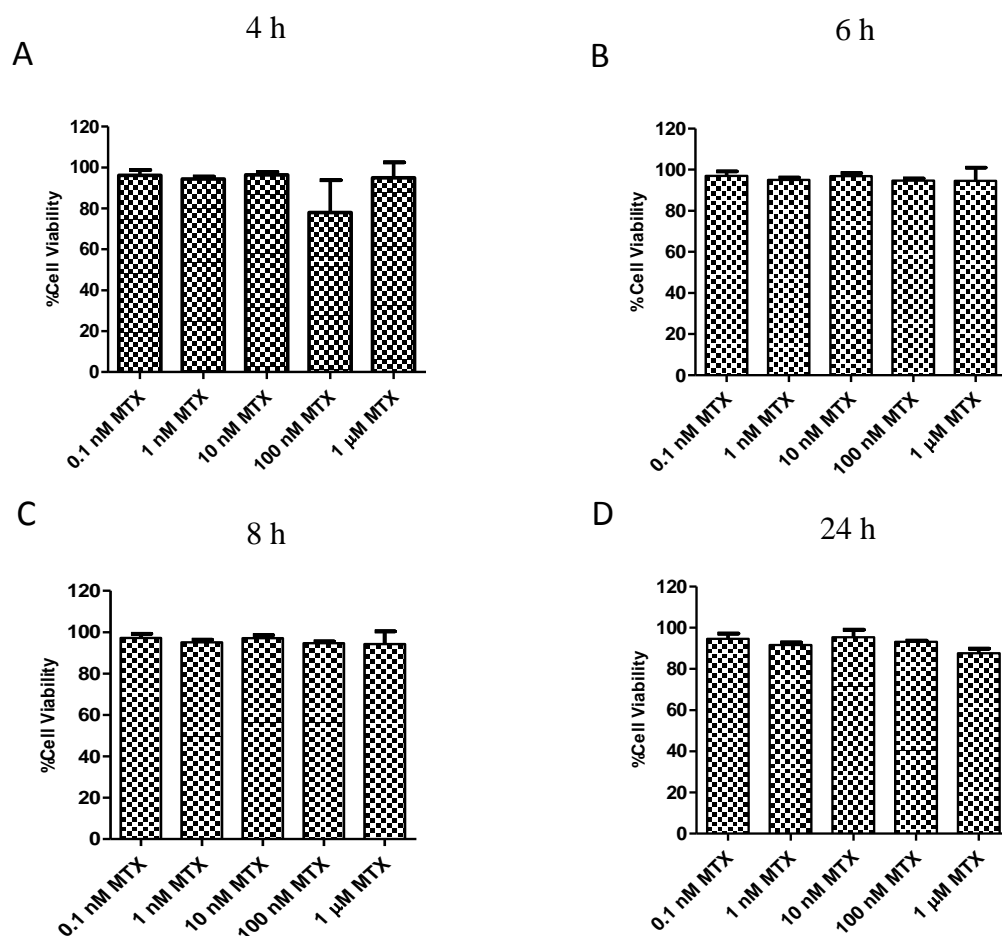 4 h
A
%Cell Viability
120
100
80
60
40
20
0
0.1 nM MTX
1 nM MTX
10 nM MTX
100 nM MTX
1 µM MTX
6 h
B
% Cell Viability
120
100
80
60
40
20
0
0.1 nM MTX
1 nM MTX
10 nM MTX
100 nM MTX
1 µM MTX
8 h
C
%Cell Viability
120
100
80
60
40
20
0
0.1 nM MTX
1 nM MTX
10 nM MTX
100 nM MTX
1 µM MTX
24 h
D
%Cell Viability
120
100
80
60
40
20
0
0.1 nM MTX
1 nM MTX
10 nM MTX
100 nM MTX
1 µM MTX